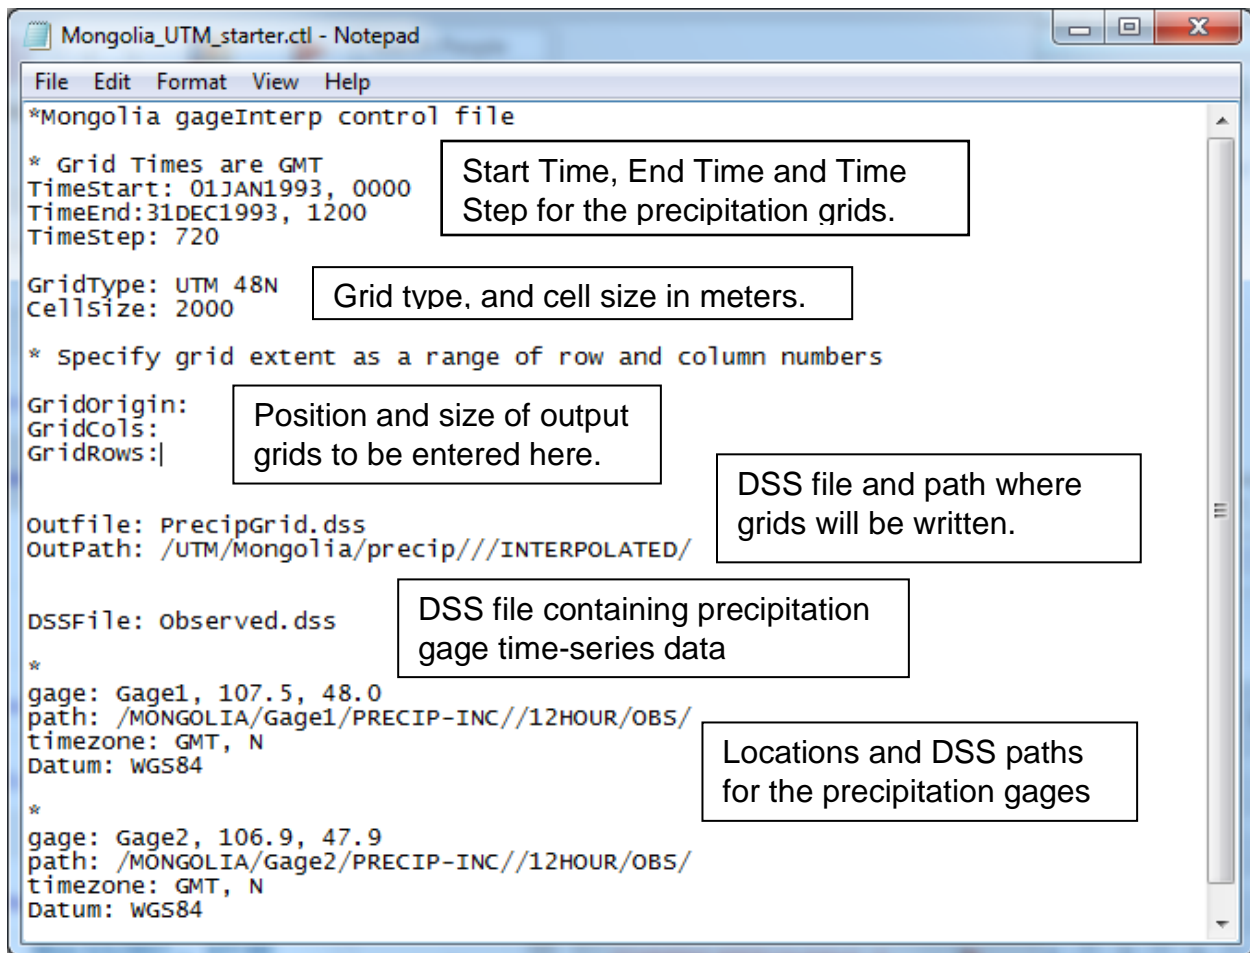 Mongolia_UTM_starter.ctl - Notepad
File Edit Format View Help
*Mongolia gageInterp control file
* Grid Times are GMT
TimeStart: 01JAN1993, 0000
TimeEnd:31DEC1993, 1200
TimeStep: 720
Start Time, End Time and Time
Step for the precipitation grids.
GridType: UTM 48N
CellSize: 2000
Grid type, and cell size in meters.
* Specify grid extent as a range of row and column numbers
GridOrigin:
GridCols:
GridRows:
Position and size of output
grids to be entered here.
DSS file and path where
grids will be written.
Outfile: PrecipGrid.dss
OutPath: /UTM/Mongolia/precip///INTERPOLATED/
DSSFile: Observed.dss
DSS file containing precipitation
gage time-series data
*
gage: Gage1, 107.5, 48.0
path: /MONGOLIA/Gage1/PRECIP-INC//12HOUR/OBS/
timezone: GMT, N
Datum: WGS84
Locations and DSS paths
for the precipitation gages
*
gage: Gage2, 106.9, 47.9
path: /MONGOLIA/Gage2/PRECIP-INC//12HOUR/OBS/
timezone: GMT, N
Datum: WGS84